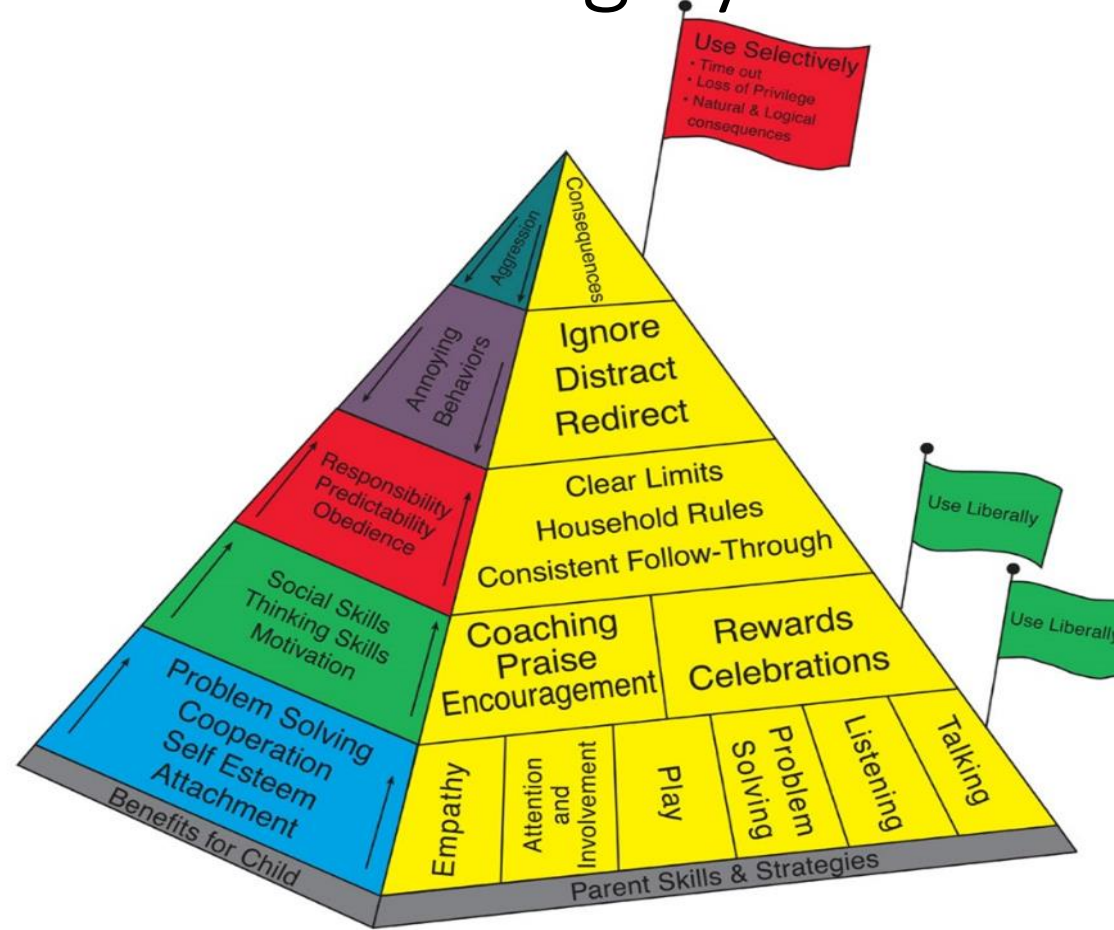 Use Selectively
• Time out
• Loss of Privilege
• Natural & Logical
consequences
Aggression
Consequences
Annoying
Behaviors
Ignore
Distract
Redirect
Responsibility
Predictability
Obedience
Clear Limits
Household Rules
Consistent Follow-Through
Use Liberally
Social Skills
Thinking Skills
Motivation
Coaching
Praise
Encouragement
Rewards
Celebrations
Use Liberally
Problem Solving
Cooperation
Self Esteem
Attachment
Empathy
Attention
and
Involvement
Play
Problem
Solving
Listening
Talking
Benefits for Child
Parent Skills & Strategies